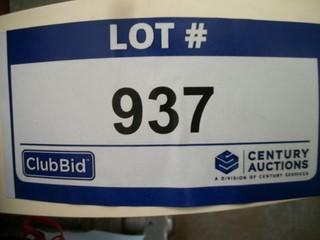 LOT #
937
ClubBid
CENTURY
AUCTIONS
A DIVISION OF CENTURY SERVICES